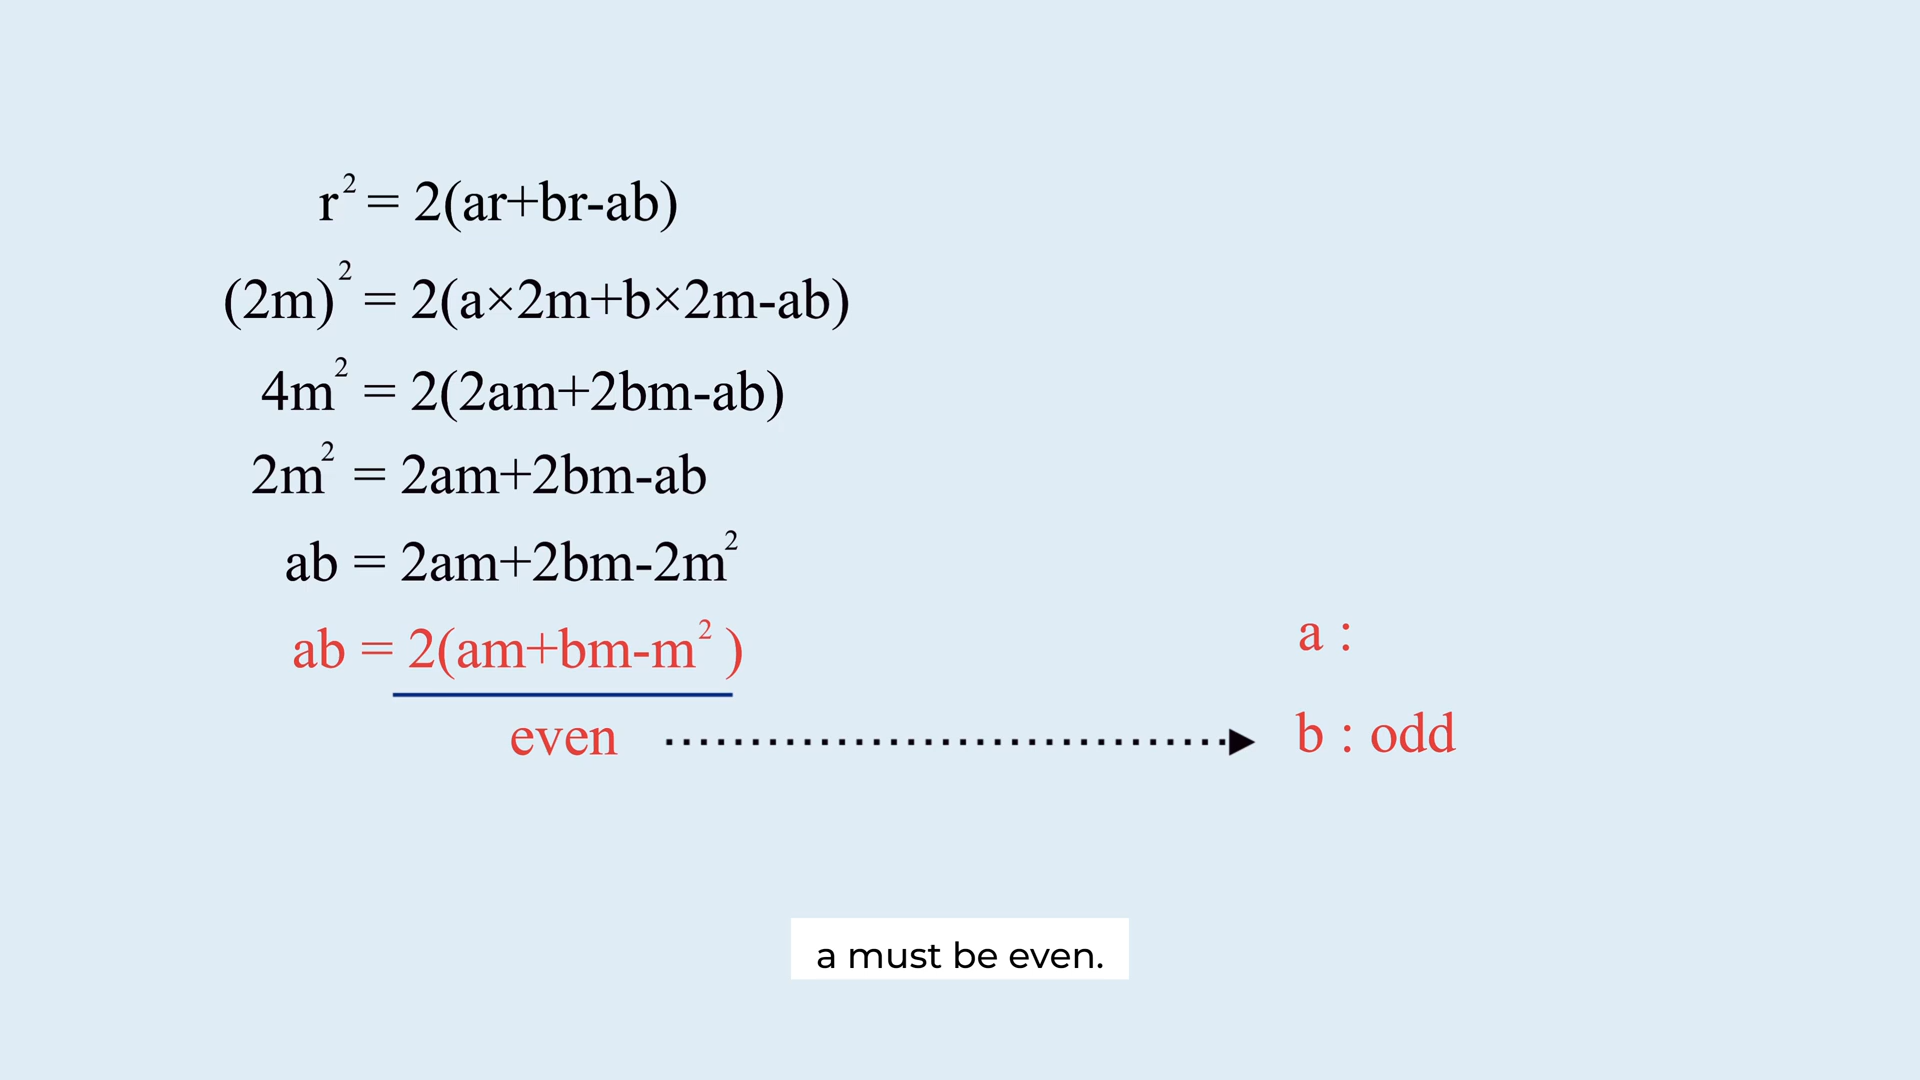 r² = 2(ar+br-ab)
(2m)² = 2(a×2m+b×2m-ab)
4m² = 2(2am+2bm-ab)
2m² = 2am+2bm-ab
ab = 2am+2bm-2m²
ab = 2(am+bm-m²)
a :
even
b : odd
a must be even.